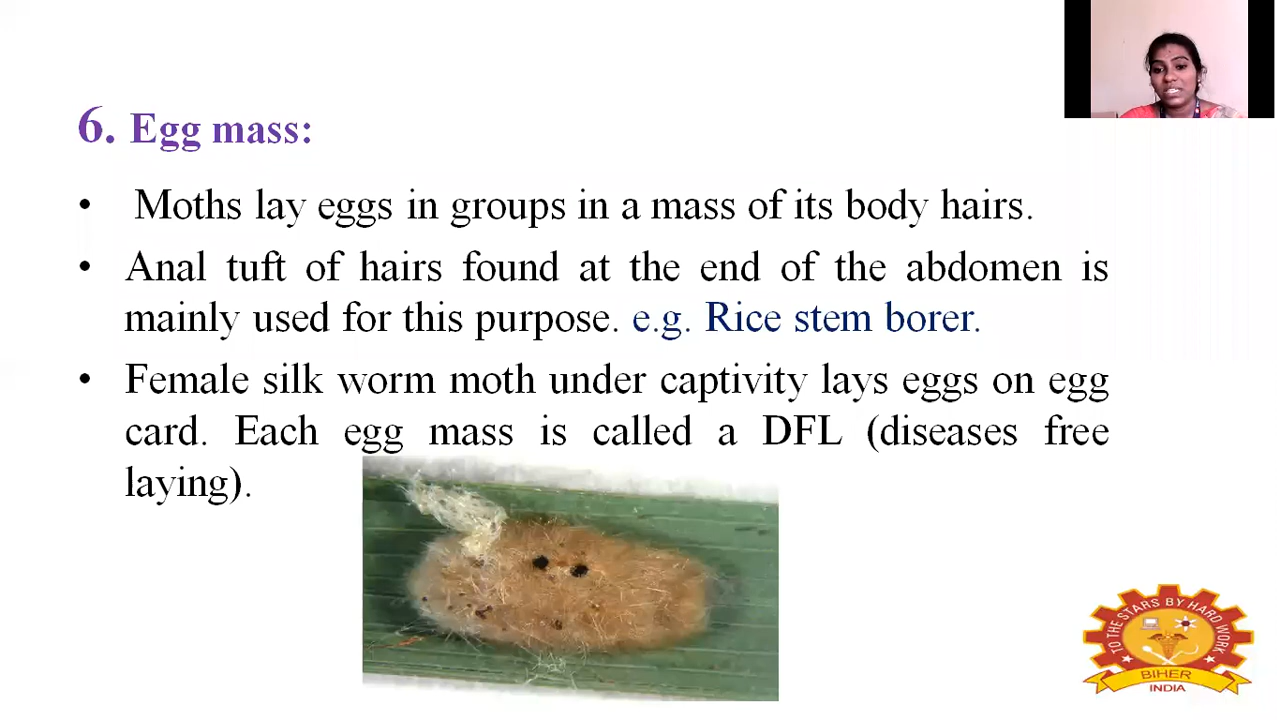 6. Egg mass:
• Moths lay eggs in groups in a mass of its body hairs.
• Anal tuft of hairs found at the end of the abdomen is
mainly used for this purpose. e.g. Rice stem borer.
• Female silk worm moth under captivity lays eggs on egg
card. Each egg mass is called a DFL (diseases free
laying).
TO THE STARS BY HARD WORK
BIHER
INDIA